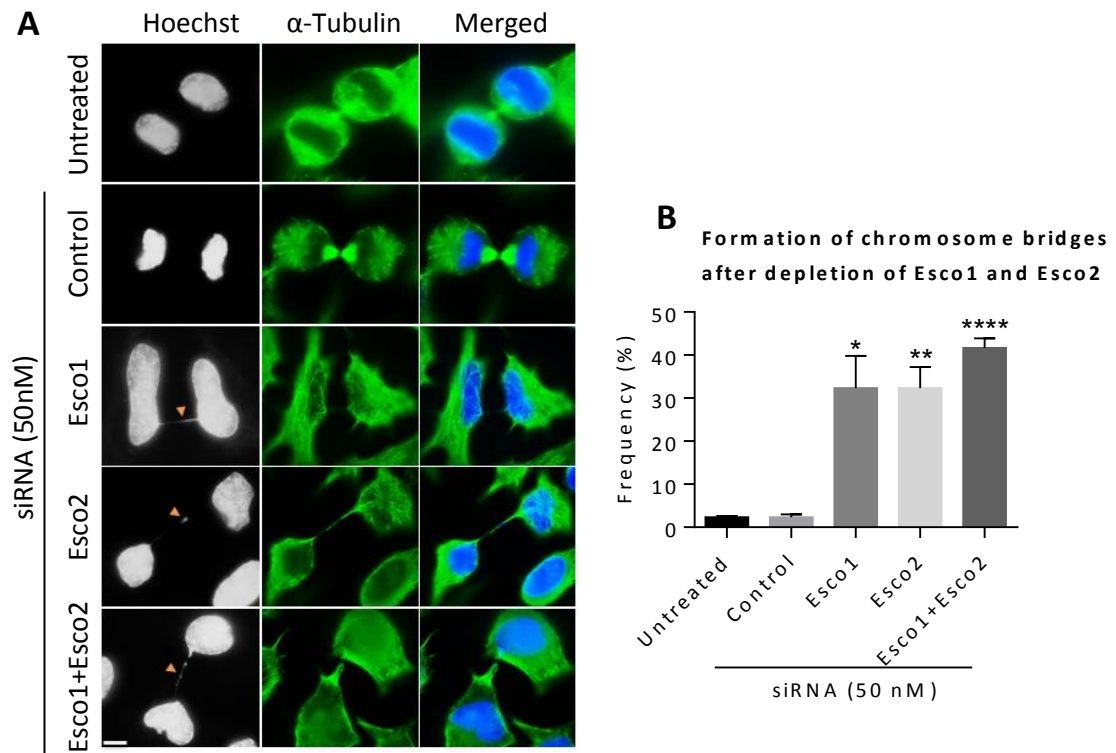 A
Hoechst α-Tubulin Merged
Untreated
Control
Esco1
Esco2
Esco1+Esco2
siRNA (50nM)
B
Formation of chromosome bridges
after depletion of Esco1 and Esco2
Frequency (%)
50
40
30
20
10
0
*
**
****
Untreated
Control
Esco1
Esco2
Esco1+Esco2
siRNA (50 nM)